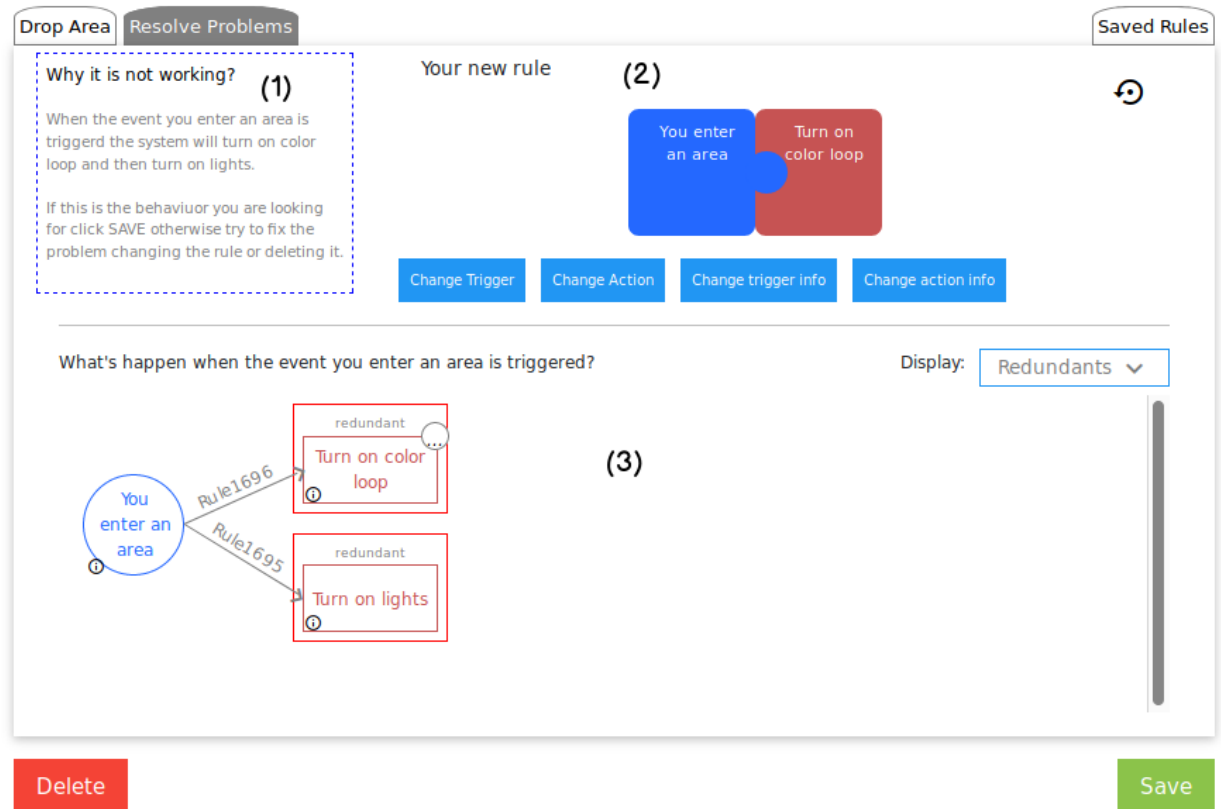 Drop Area
Resolve Problems
Saved Rules
Why it is not working?
(1)
When the event you enter an area is
triggerd the system will turn on color
loop and then turn on lights.
If this is the behaviuor you are looking
for click SAVE otherwise try to fix the
problem changing the rule or deleting it.
Your new rule
(2)
You enter
an area
Turn on
color loop
Change Trigger
Change Action
Change trigger info
Change action info
What's happen when the event you enter an area is triggered?
Display:
Redundants
(3)
You
enter an
area
Rule1696
Rule1695
redundant
...
Turn on color
loop
redundant
Turn on lights
Delete
Save